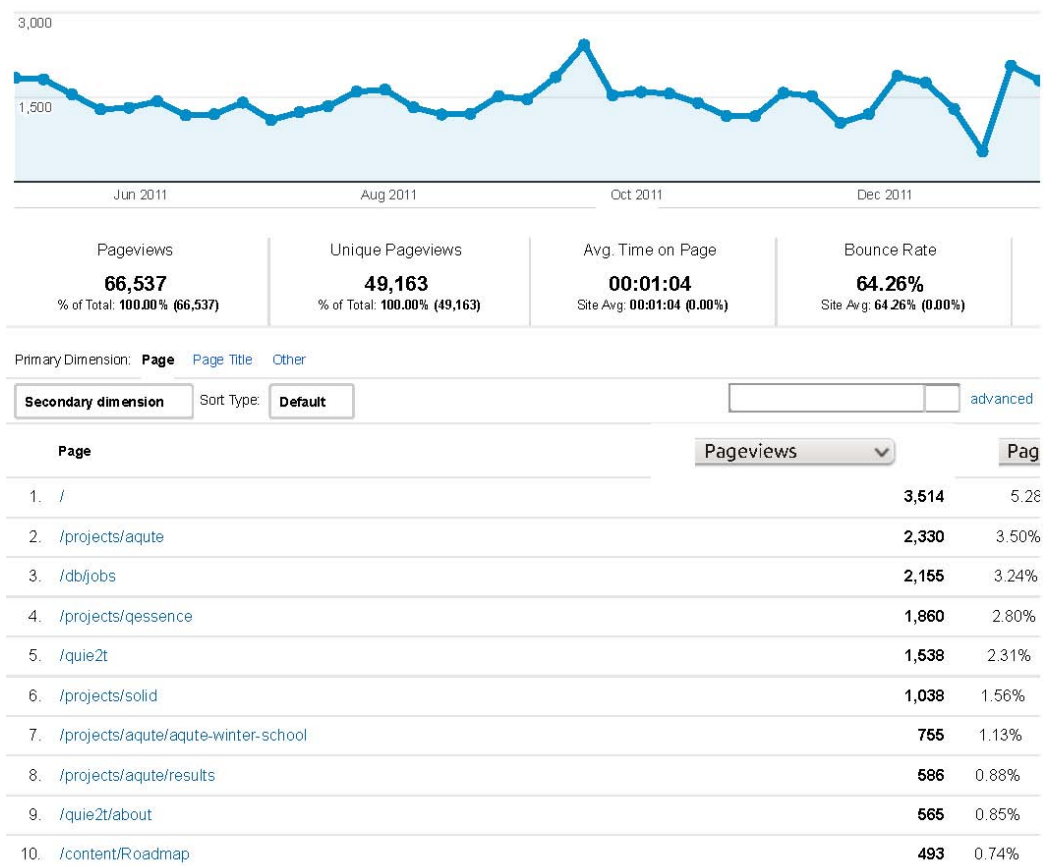 3,000
1,500
Jun 2011 Aug 2011 Oct 2011 Dec 2011
Pageviews Unique Pageviews Avg. Time on Page Bounce Rate
66,537 49,163 00:01:04 64.26%
% of Total: 100.00% (66,537) % of Total: 100.00% (49,163) Site Avg: 00:01:04 (0.00%) Site Avg: 64.26% (0.00%)
Primary Dimension: Page Page Title Other
Secondary dimension Sort Type: Default advanced
Page Pageviews Pag
1. / 3,514 5.28
2. /projects/aqute 2,330 3.50%
3. /db/jobs 2,155 3.24%
4. /projects/qessence 1,860 2.80%
5. /quie2t 1,538 2.31%
6. /projects/solid 1,038 1.56%
7. /projects/aqute/aqute-winter-school 755 1.13%
8. /projects/aqute/results 586 0.88%
9. /quie2t/about 565 0.85%
10. /content/Roadmap 493 0.74%